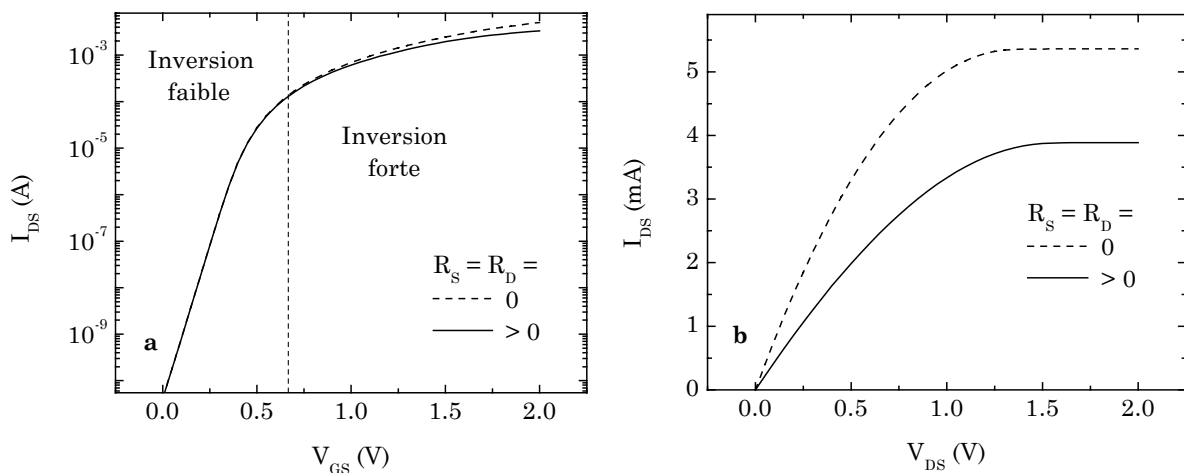 10⁻³
10⁻⁵
10⁻⁷
10⁻⁹
I_DS (A)
Inversion
faible
Inversion
forte
R_S = R_D =
0
> 0
a
0.0 0.5 1.0 1.5 2.0
V_GS (V)
5
4
3
2
1
0
I_DS (mA)
R_S = R_D =
0
> 0
b
0.0 0.5 1.0 1.5 2.0
V_DS (V)